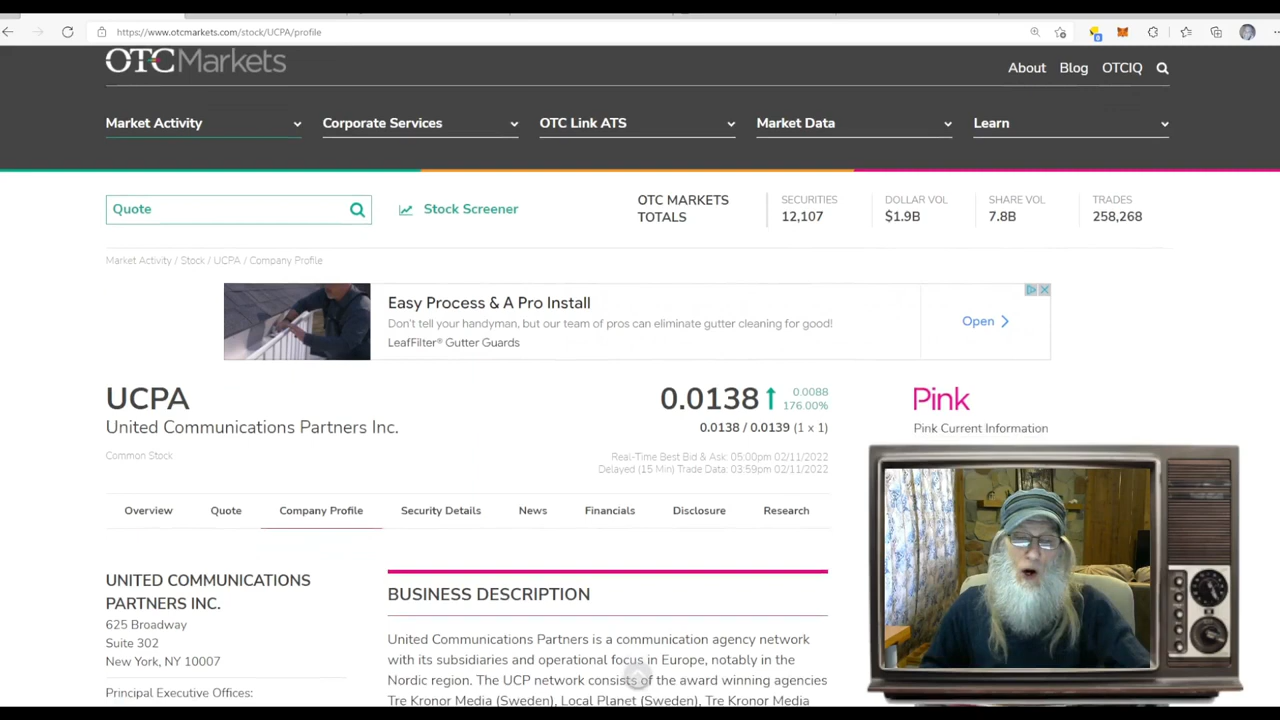 https://www.otcmarkets.com/stock/UCPA/profile
OTCMarkets
About Blog OTCIQ
Market Activity Corporate Services OTC Link ATS Market Data Learn
Quote
Stock Screener
OTC MARKETS TOTALS
SECURITIES
12,107
DOLLAR VOL
$1.9B
SHARE VOL
7.8B
TRADES
258,268
Market Activity / Stock / UCPA / Company Profile
Easy Process & A Pro Install
Don't tell your handyman, but our team of pros can eliminate gutter cleaning for good!
LeafFilter® Gutter Guards
Open
UCPA
United Communications Partners Inc.
Common Stock
0.0138
0.0088
176.00%
0.0138 / 0.0139 (1 x 1)
Real-Time Best Bid & Ask: 05:00pm 02/11/2022
Delayed (15 Min) Trade Data: 03:59pm 02/11/2022
Pink
Pink Current Information
Overview Quote Company Profile Security Details News Financials Disclosure Research
UNITED COMMUNICATIONS
PARTNERS INC.
625 Broadway
Suite 302
New York, NY 10007
Principal Executive Offices:
BUSINESS DESCRIPTION
United Communications Partners is a communication agency network
with its subsidiaries and operational focus in Europe, notably in the
Nordic region. The UCP network consists of the award winning agencies
Tre Kronor Media (Sweden), Local Planet (Sweden), Tre Kronor Media